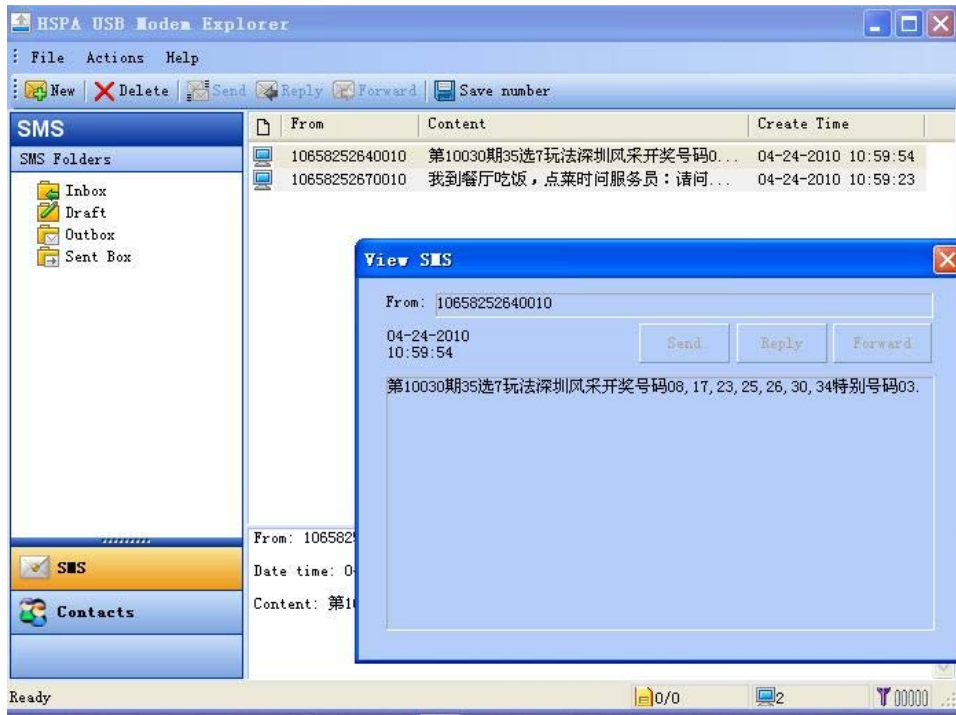 HSPA USB Modem Explorer
File Actions Help
New Delete Send Reply Forward Save number
SMS
From Content Create Time
SMS Folders
10658252640010 第10030期35选7玩法深圳风采开奖号码0... 04-24-2010 10:59:54
10658252670010 我到餐厅吃饭，点菜时问服务员：请问... 04-24-2010 10:59:23
Inbox
Draft
Outbox
Sent Box
View SMS
From: 10658252640010
04-24-2010
10:59:54
Send Reply Forward
第10030期35选7玩法深圳风采开奖号码08, 17, 23, 25, 26, 30, 34特别号码03.
From: 1065825
Date time: 0
Content: 第1
SMS
Contacts
Ready 0/0 2 00000